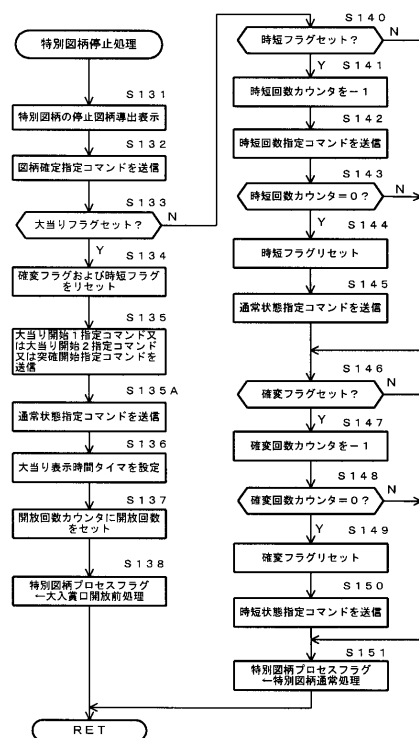 特別図柄停止処理
S131
特別図柄の停止図柄導出表示
S132
図柄確定指定コマンドを送信
S133
大当りフラグセット?
N
Y
S134
確変フラグおよび時短フラグ
をリセット
S135
大当り開始1指定コマンド又
は大当り開始2指定コマンド
又は突確開始指定コマンドを
送信
S135A
通常状態指定コマンドを送信
S136
大当り表示時間タイマを設定
S137
開放回数カウンタに開放回数
をセット
S138
特別図柄プロセスフラグ
←大入賞口開放前処理
RET
S140
時短フラグセット?
N
Y
S141
時短回数カウンタを-1
S142
時短回数指定コマンドを送信
S143
時短回数カウンタ=0?
N
Y
S144
時短フラグリセット
S145
通常状態指定コマンドを送信
S146
確変フラグセット?
N
Y
S147
確変回数カウンタを-1
S148
確変回数カウンタ=0?
N
Y
S149
確変フラグリセット
S150
時短状態指定コマンドを送信
S151
特別図柄プロセスフラグ
←特別図柄通常処理